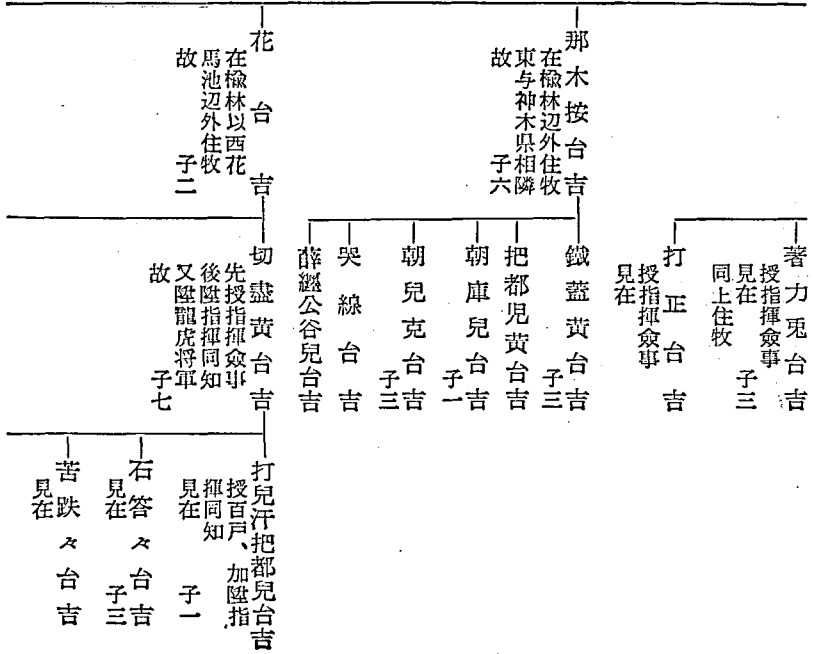 那木按台吉
在楡林辺外住牧
東与神木県相隣
故
子六
花台吉
在楡林以西花
馬池辺外住牧
故
子二
著力兎台吉
授指揮僉事
見在
子三
同上住牧
打正台吉
授指揮僉事
見在
鐵蓋黄台吉
子三
把都児黄台吉
朝庫兒台吉
子一
朝兒克台吉
子三
哭線台吉
薛繼公谷兒台吉
切盡黄台吉
先授指揮僉事
後陞指揮同知
又陞龍虎将軍
故
子七
打兒汗把都兒台吉
授百戸、加陞指
揮同知
見在
子一
石答々台吉
見在
子三
苦跌々台吉
見在